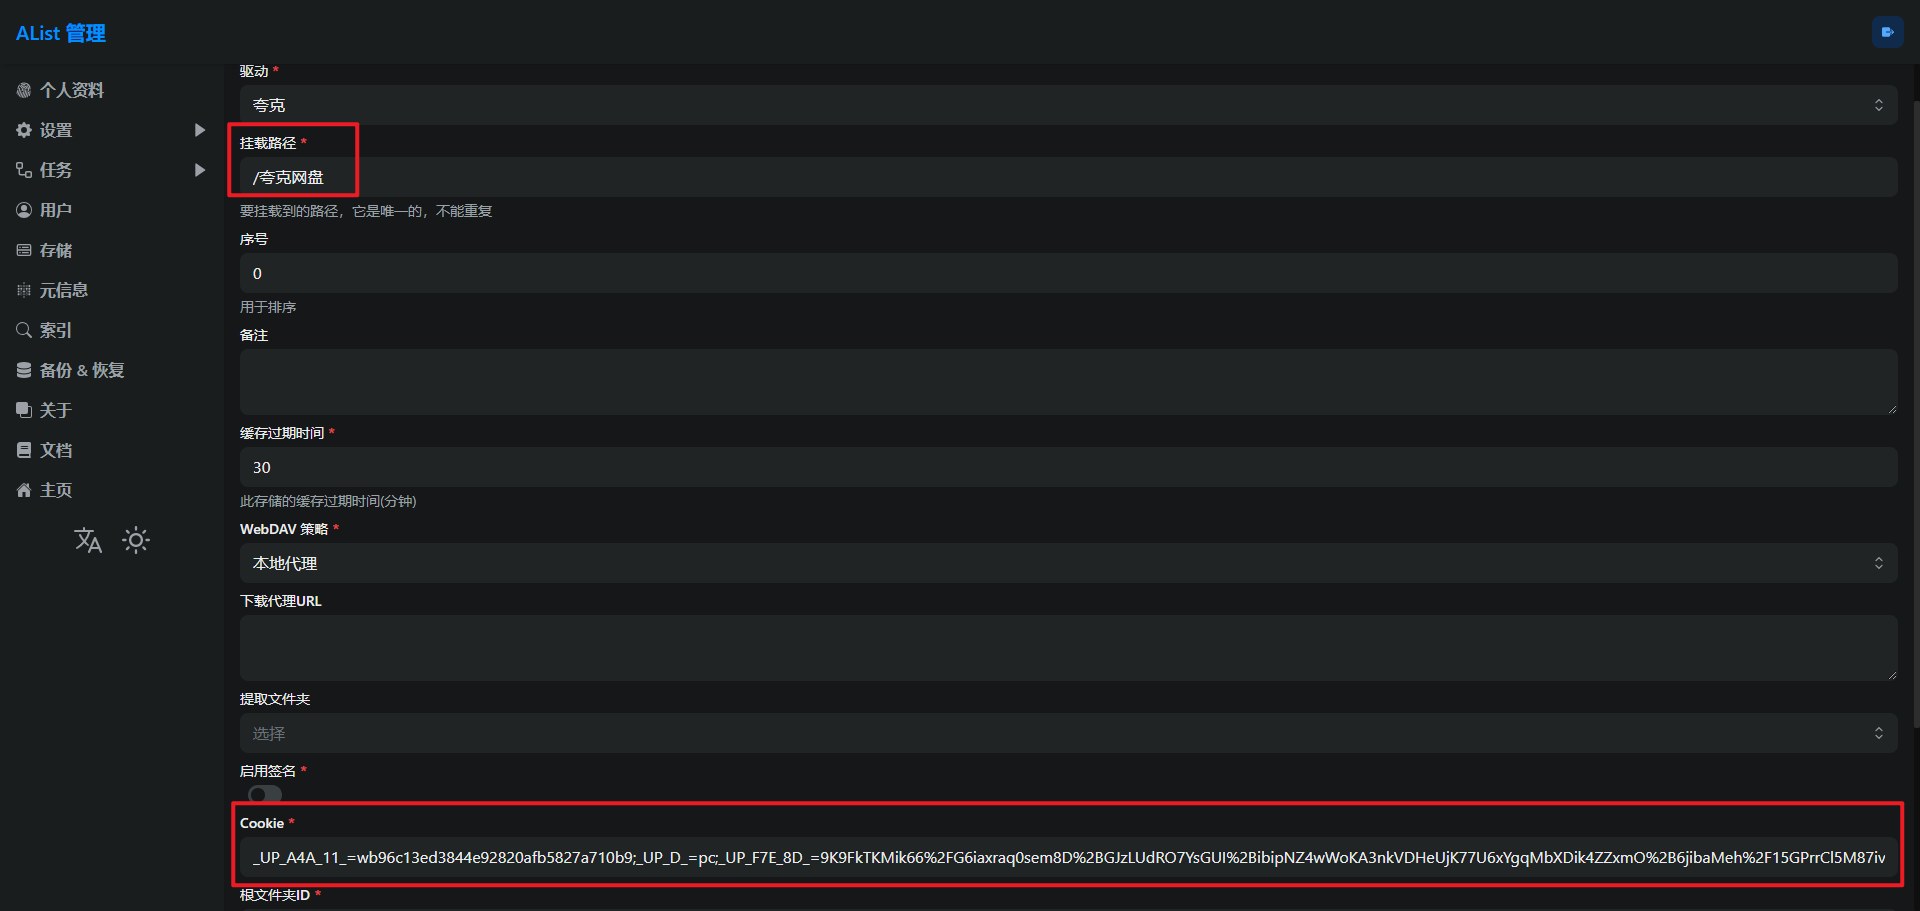 AList 管理
个人资料
设置
任务
用户
存储
元信息
索引
备份 & 恢复
关于
文档
主页
驱动 *
夸克
挂载路径 *
/夸克网盘
要挂载到的路径，它是唯一的，不能重复
序号
0
用于排序
备注
缓存过期时间 *
30
此存储的缓存过期时间(分钟)
WebDAV 策略 *
本地代理
下载代理URL
提取文件夹
选择
启用签名 *
Cookie *
_UP_A4A_11_=wb96c13ed3844e92820afb5827a710b9;_UP_D_=pc;_UP_F7E_8D_=9K9FkTKMik66%2FG6iaxraq0sem8D%2BGJzLUdRO7YsGUI%2BibipNZ4wWoKA3nkVDHeUjK77U6xYgqMbXDik4ZZxmO%2B6jibaMeh%2F15GPrrCl5M87iv
根文件夹ID *